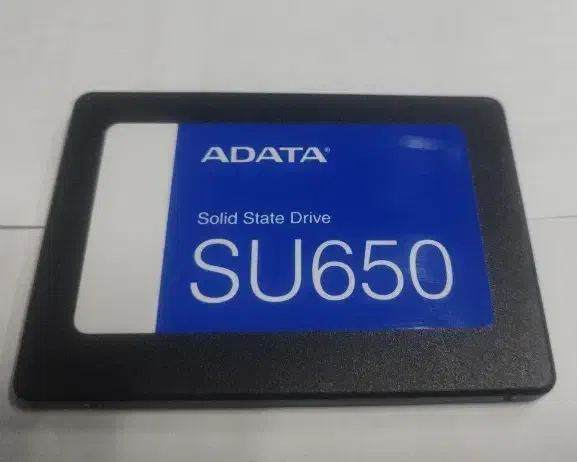 ADATA®
Solid State Drive
SU650